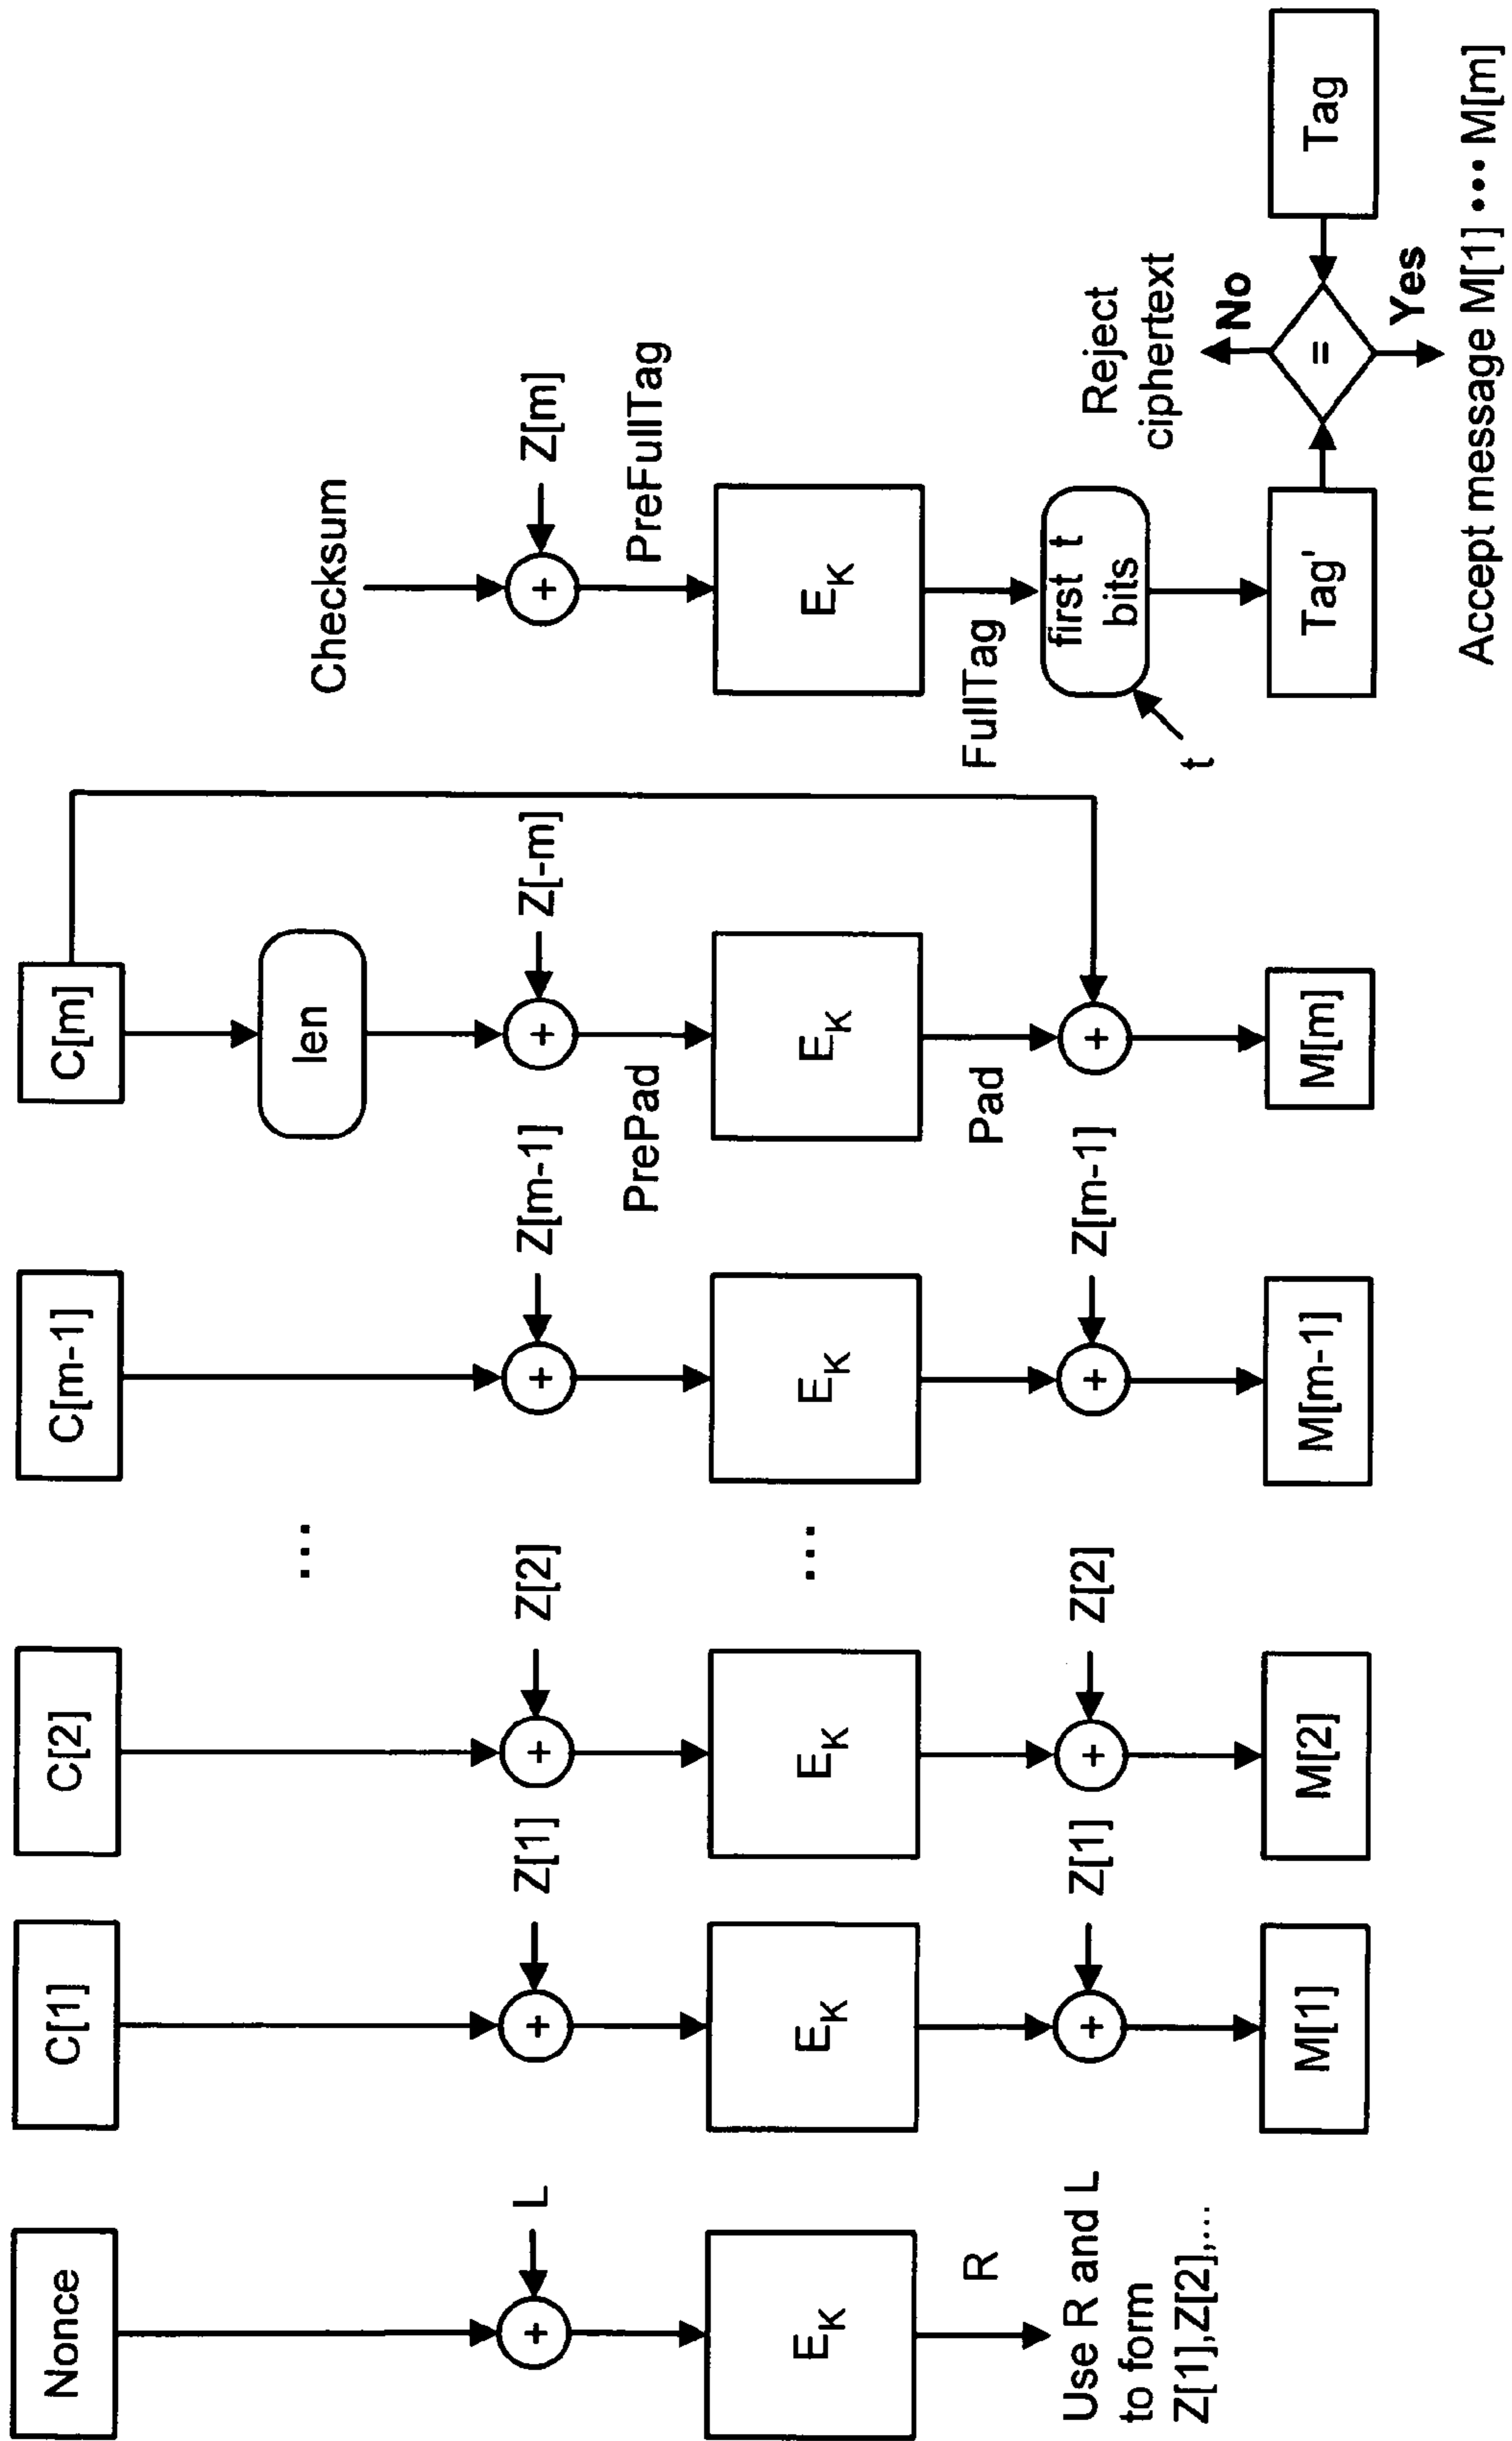 Nonce
L
E_K
R
Use R and L
to form
Z[1],Z[2],...
C[1]
Z[1]
+
E_K
Z[1]
+
M[1]
C[2]
Z[2]
+
E_K
Z[2]
+
M[2]
...
...
C[m-1]
Z[m-1]
+
E_K
Z[m-1]
+
M[m-1]
C[m]
len
Z[-m]
+
PrePad
E_K
Pad
+
M[m]
Checksum
Z[m]
+
PreFullTag
E_K
FullTag
first t
bits
t
Tag'
=
Tag
No
Reject
ciphertext
Yes
Accept message M[1] ••• M[m]
+